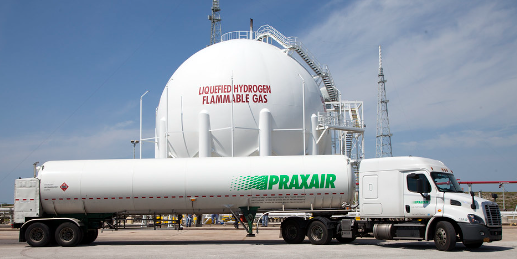 LIQUEFIED HYDROGEN
FLAMMABLE GAS
PRAXAIR